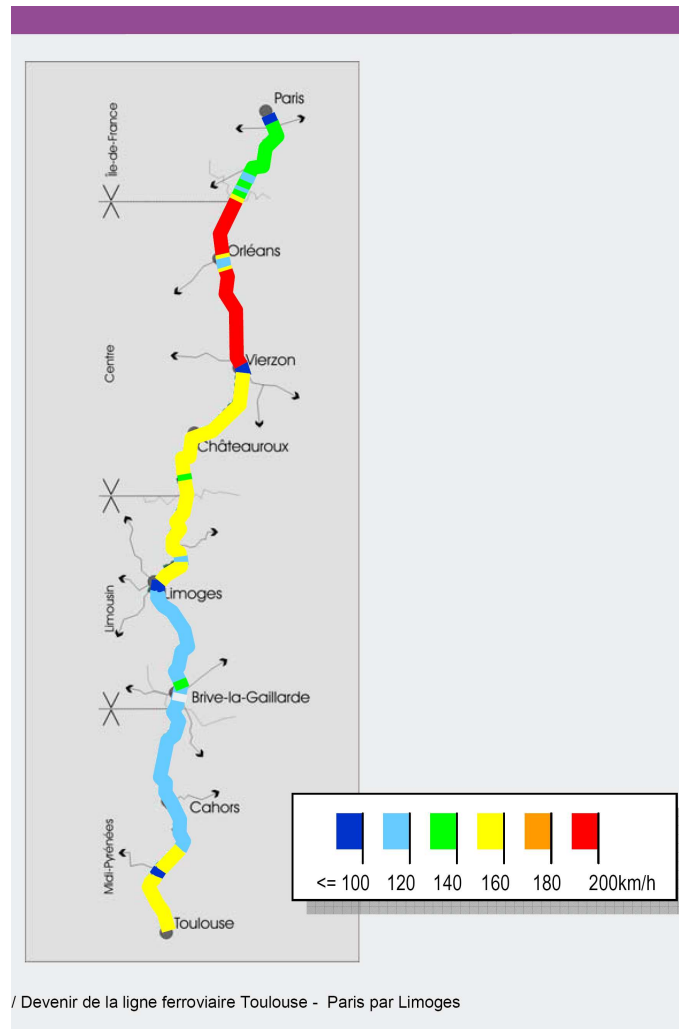 Paris
Île-de-France
Orléans
Vierzon
Centre
Châteauroux
Limoges
Limousin
Brive-la-Gaillarde
Cahors
Midi-Pyrénées
Toulouse
<= 100 120 140 160 180 200km/h
/ Devenir de la ligne ferroviaire Toulouse - Paris par Limoges